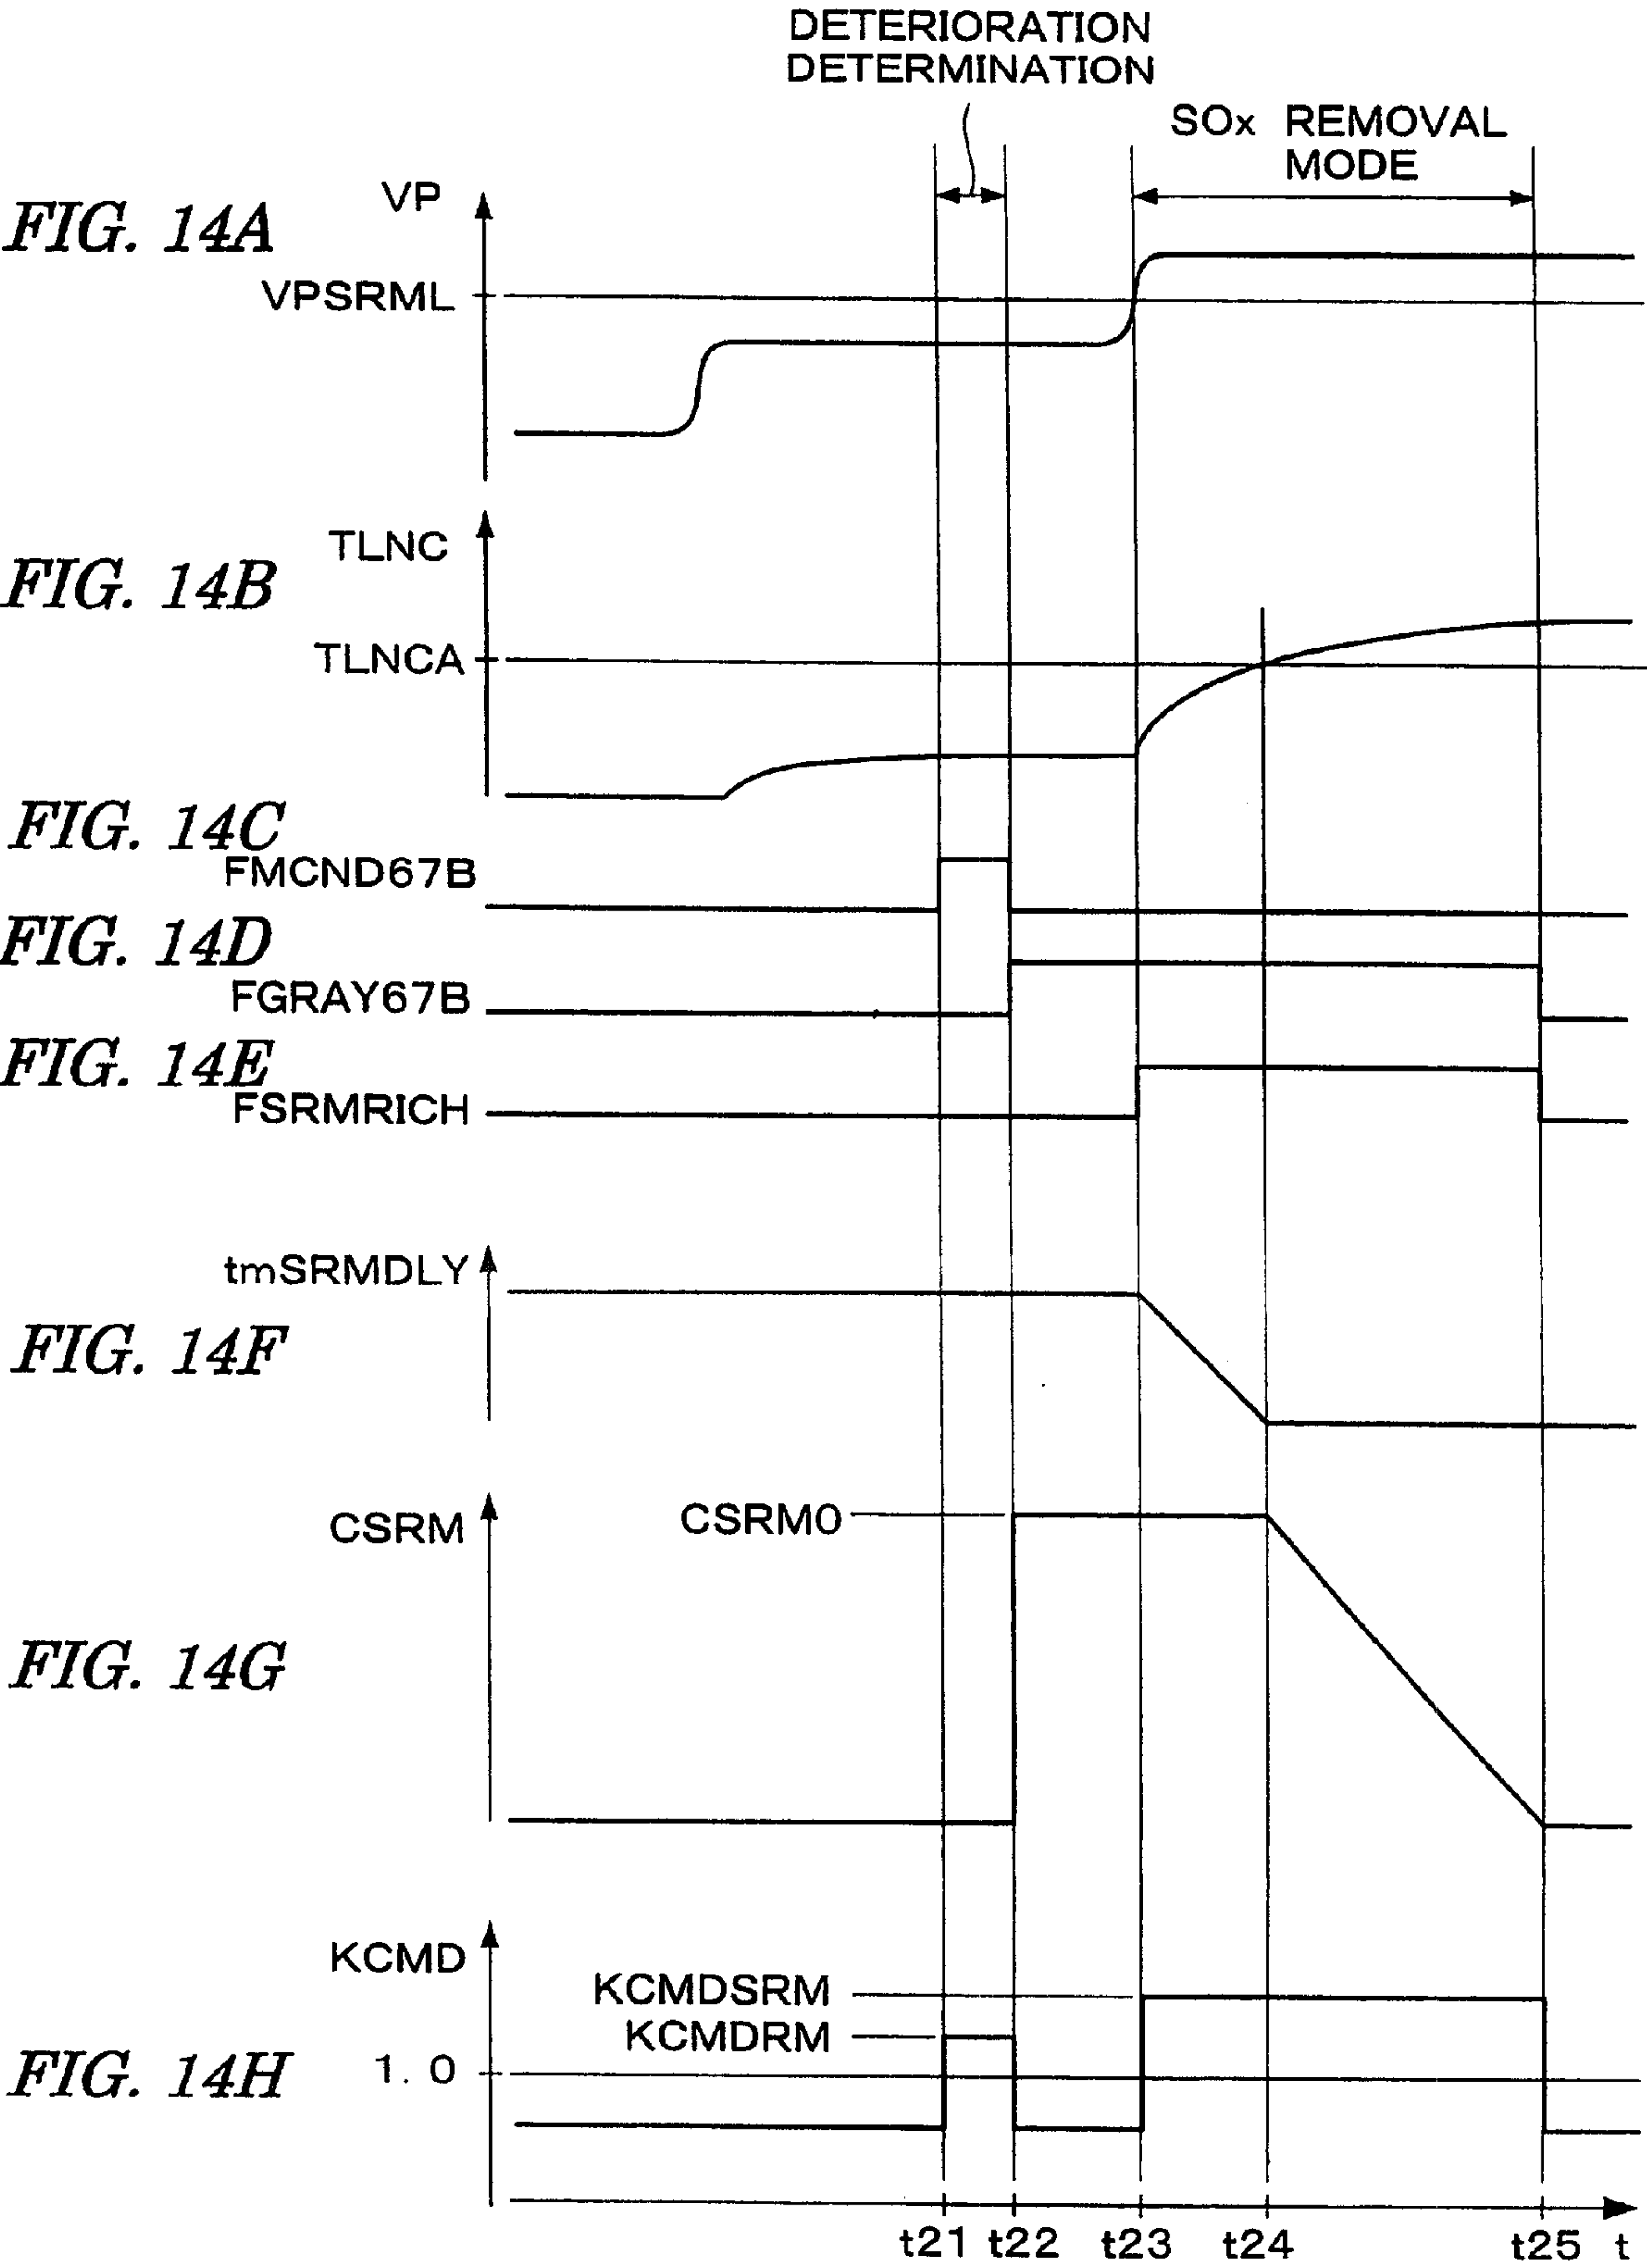 DETERIORATION
DETERMINATION
SOx REMOVAL
MODE
FIG. 14A
VP
VPSRML
FIG. 14B
TLNC
TLNCA
FIG. 14C
FMCND67B
FIG. 14D
FGRAY67B
FIG. 14E
FSRMRICH
tmSRMDLY
FIG. 14F
CSRM
CSRM0
FIG. 14G
KCMD
KCMDSRM
KCMDRM
FIG. 14H
1. 0
t21 t22 t23 t24 t25 t